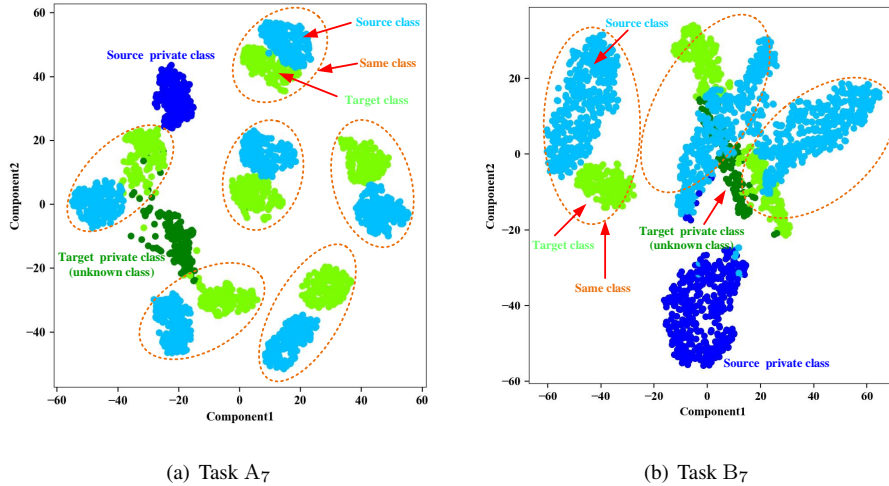 60
40
20
0
−20
−40
−60
−40
−20
0
20
40
60
Component2
Component1
Source class
Source private class
Same class
Target class
Target private class
(unknown class)
(a) Task A7
20
0
−20
−40
−60
−60
−40
−20
0
20
40
60
Component2
Component1
Source class
Target private class
(unknown class)
Target class
Same class
Source private class
(b) Task B7